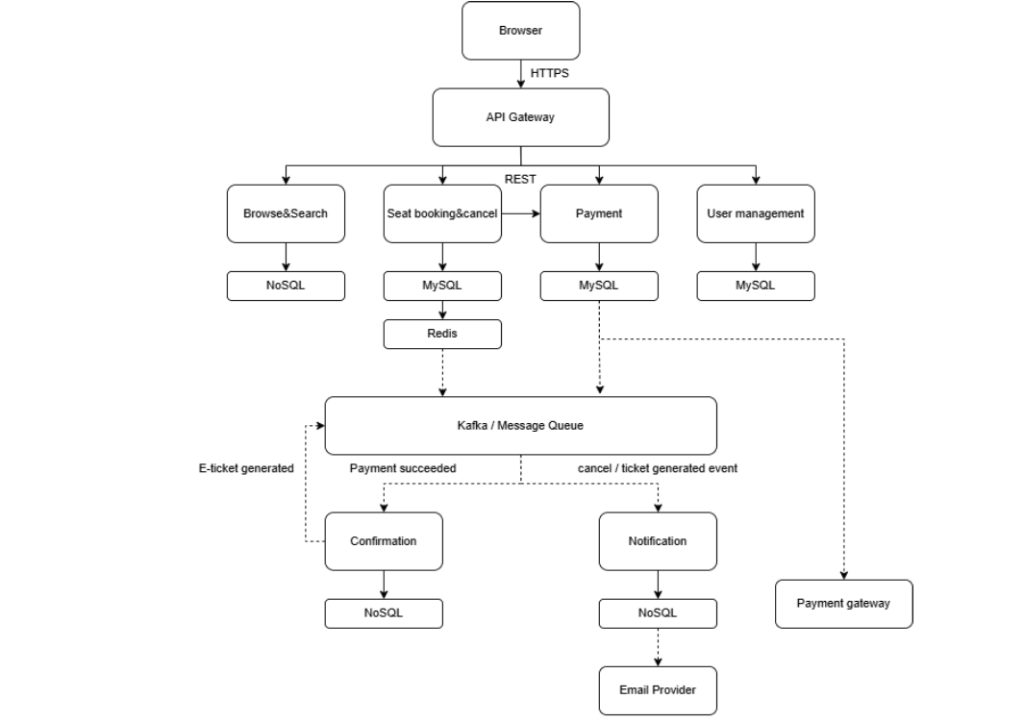 Browser
HTTPS
API Gateway
REST
Browse&Search
Seat booking&cancel
Payment
User management
NoSQL
MySQL
MySQL
MySQL
Redis
Kafka / Message Queue
E-ticket generated
Payment succeeded
cancel / ticket generated event
Confirmation
Notification
Payment gateway
NoSQL
NoSQL
Email Provider